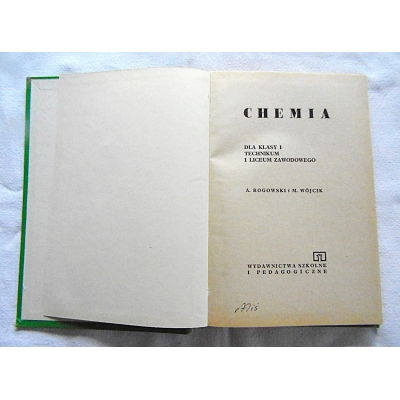 CHEMIA
DLA KLASY I
TECHNIKUM
I LICEUM ZAWODOWEGO
A. ROGOWSKI i M. WÓJCIK
WYDAWNICTWA SZKOLNE
I PEDAGOGICZNE